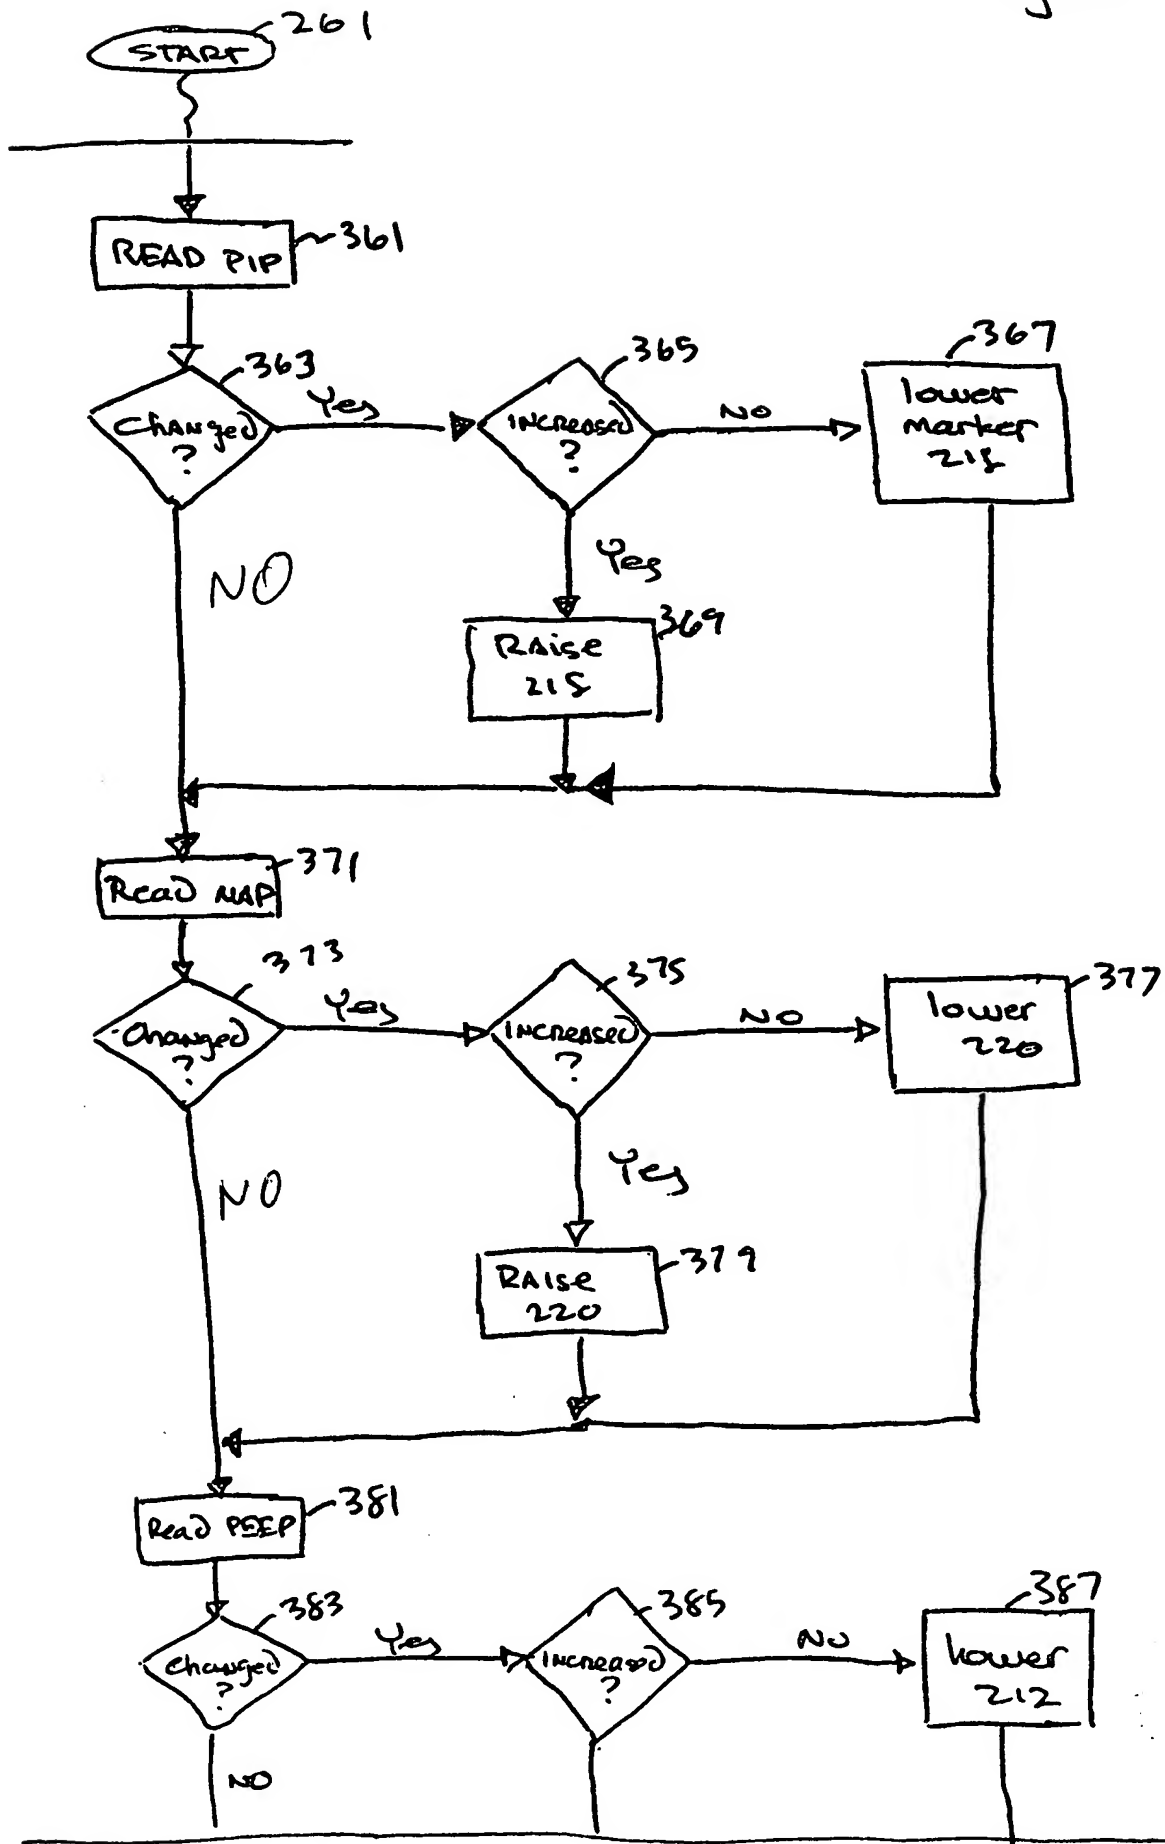 261
START
READ PIP
361
363
Changed
?
Yes
365
INCREASED
?
NO
367
lower
marker
218
NO
Yes
369
RAise
218
371
Read MAP
373
Changed
?
Yes
375
INCREASED
?
NO
377
lower
220
NO
Yes
379
RAise
220
381
Read PEEP
383
Changed
?
Yes
385
INCREASED
?
NO
387
lower
212
NO